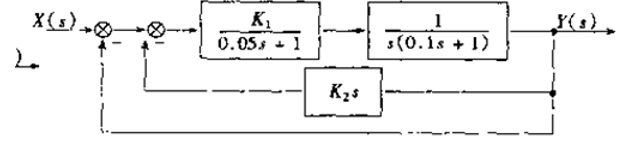 X(s)
−
−
K₁
0.05s + 1
1
s(0.1s + 1)
Y(s)
)
K₂s